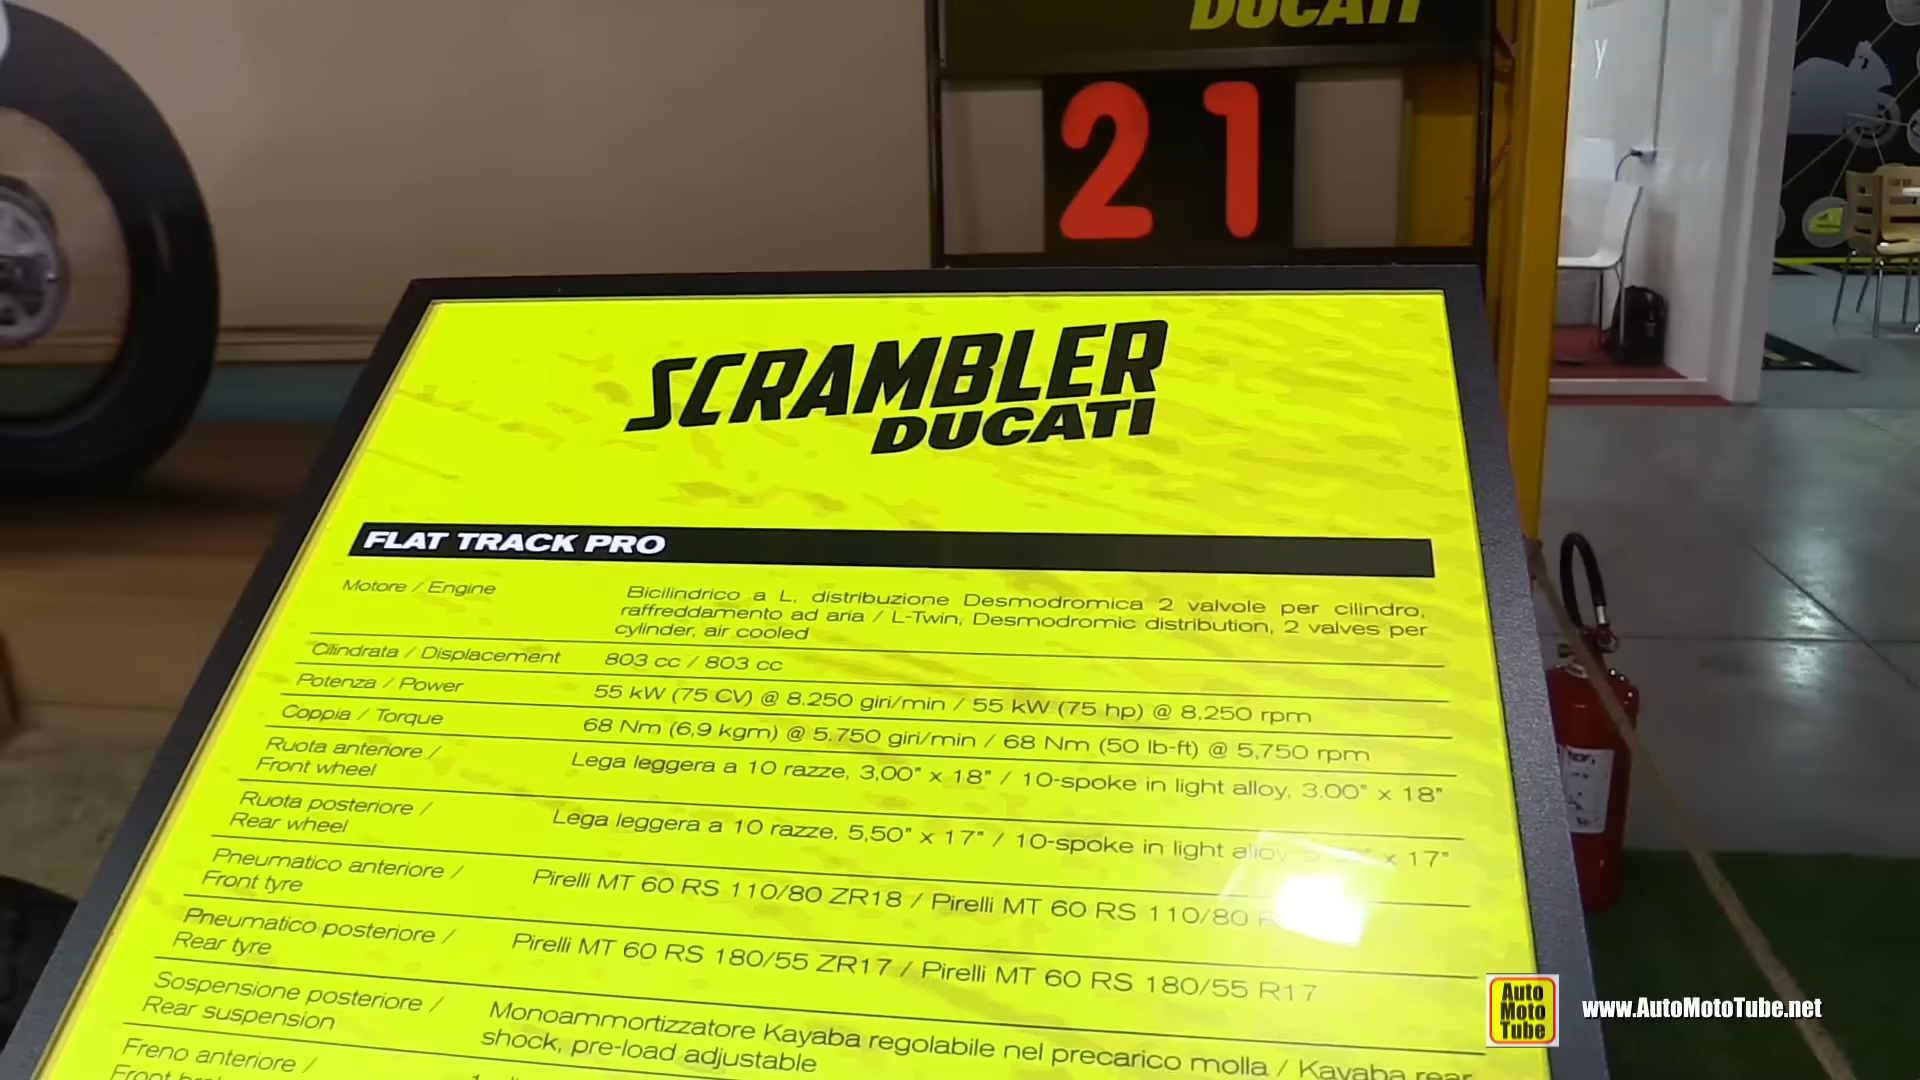 DUCATI
21
y
SCRAMBLER
DUCATI
FLAT TRACK PRO
Motore / Engine
Bicilindrico a L, distribuzione Desmodromica 2 valvole per cilindro,
raffreddamento ad aria / L-Twin, Desmodromic distribution, 2 valves per
cylinder, air cooled
Cilindrata / Displacement 803 cc / 803 cc
Potenza / Power 55 kW (75 CV) @ 8.250 giri/min / 55 kW (75 hp) @ 8,250 rpm
Coppia / Torque 68 Nm (6,9 kgm) @ 5.750 giri/min / 68 Nm (50 lb-ft) @ 5,750 rpm
Ruota anteriore /
Front wheel
Lega leggera a 10 razze, 3,00" x 18" / 10-spoke in light alloy, 3.00" x 18"
Ruota posteriore /
Rear wheel
Lega leggera a 10 razze, 5,50" x 17" / 10-spoke in light alloy x 17"
Pneumatico anteriore /
Front tyre
Pirelli MT 60 RS 110/80 ZR18 / Pirelli MT 60 RS 110/80
Pneumatico posteriore /
Rear tyre
Pirelli MT 60 RS 180/55 ZR17 / Pirelli MT 60 RS 180/55 R17
Sospensione posteriore /
Rear suspension
Monoammortizzatore Kayaba regolabile nel precarico molla / Kayaba rear
shock, pre-load adjustable
Freno anteriore /
Front
Auto
Moto
Tube
www.AutoMotoTube.net